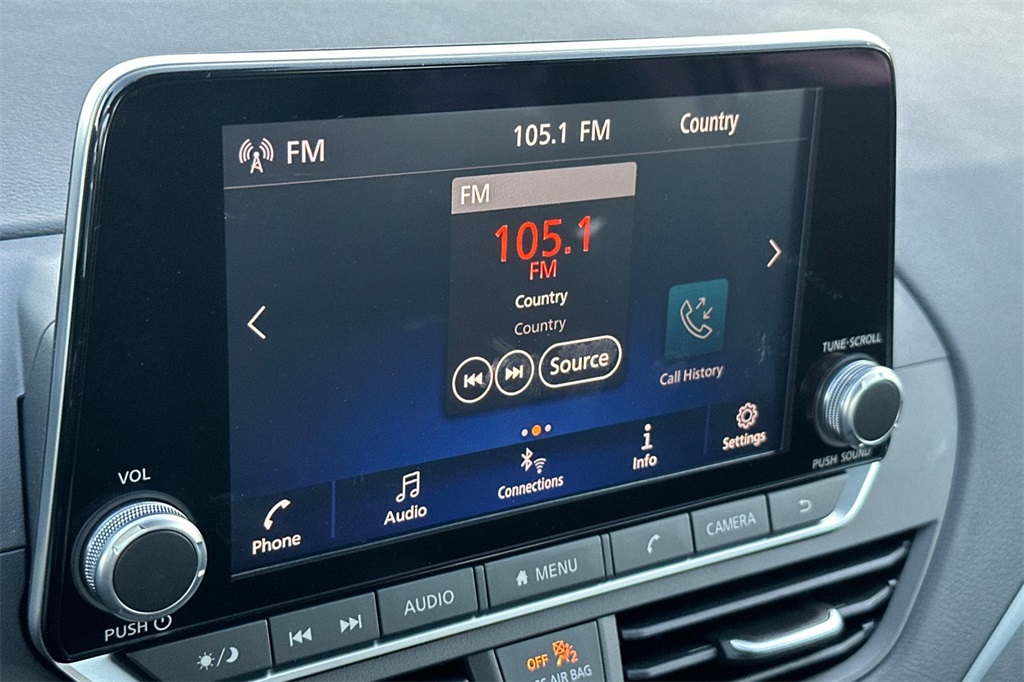 FM 105.1 FM Country
FM
105.1
FM
Country
Country
Source
Call History
Phone
Audio
Connections
Info
Settings
VOL
PUSH
TUNE·SCROLL
PUSH SOUND
AUDIO
MENU
CAMERA
OFF 2
AIR BAG